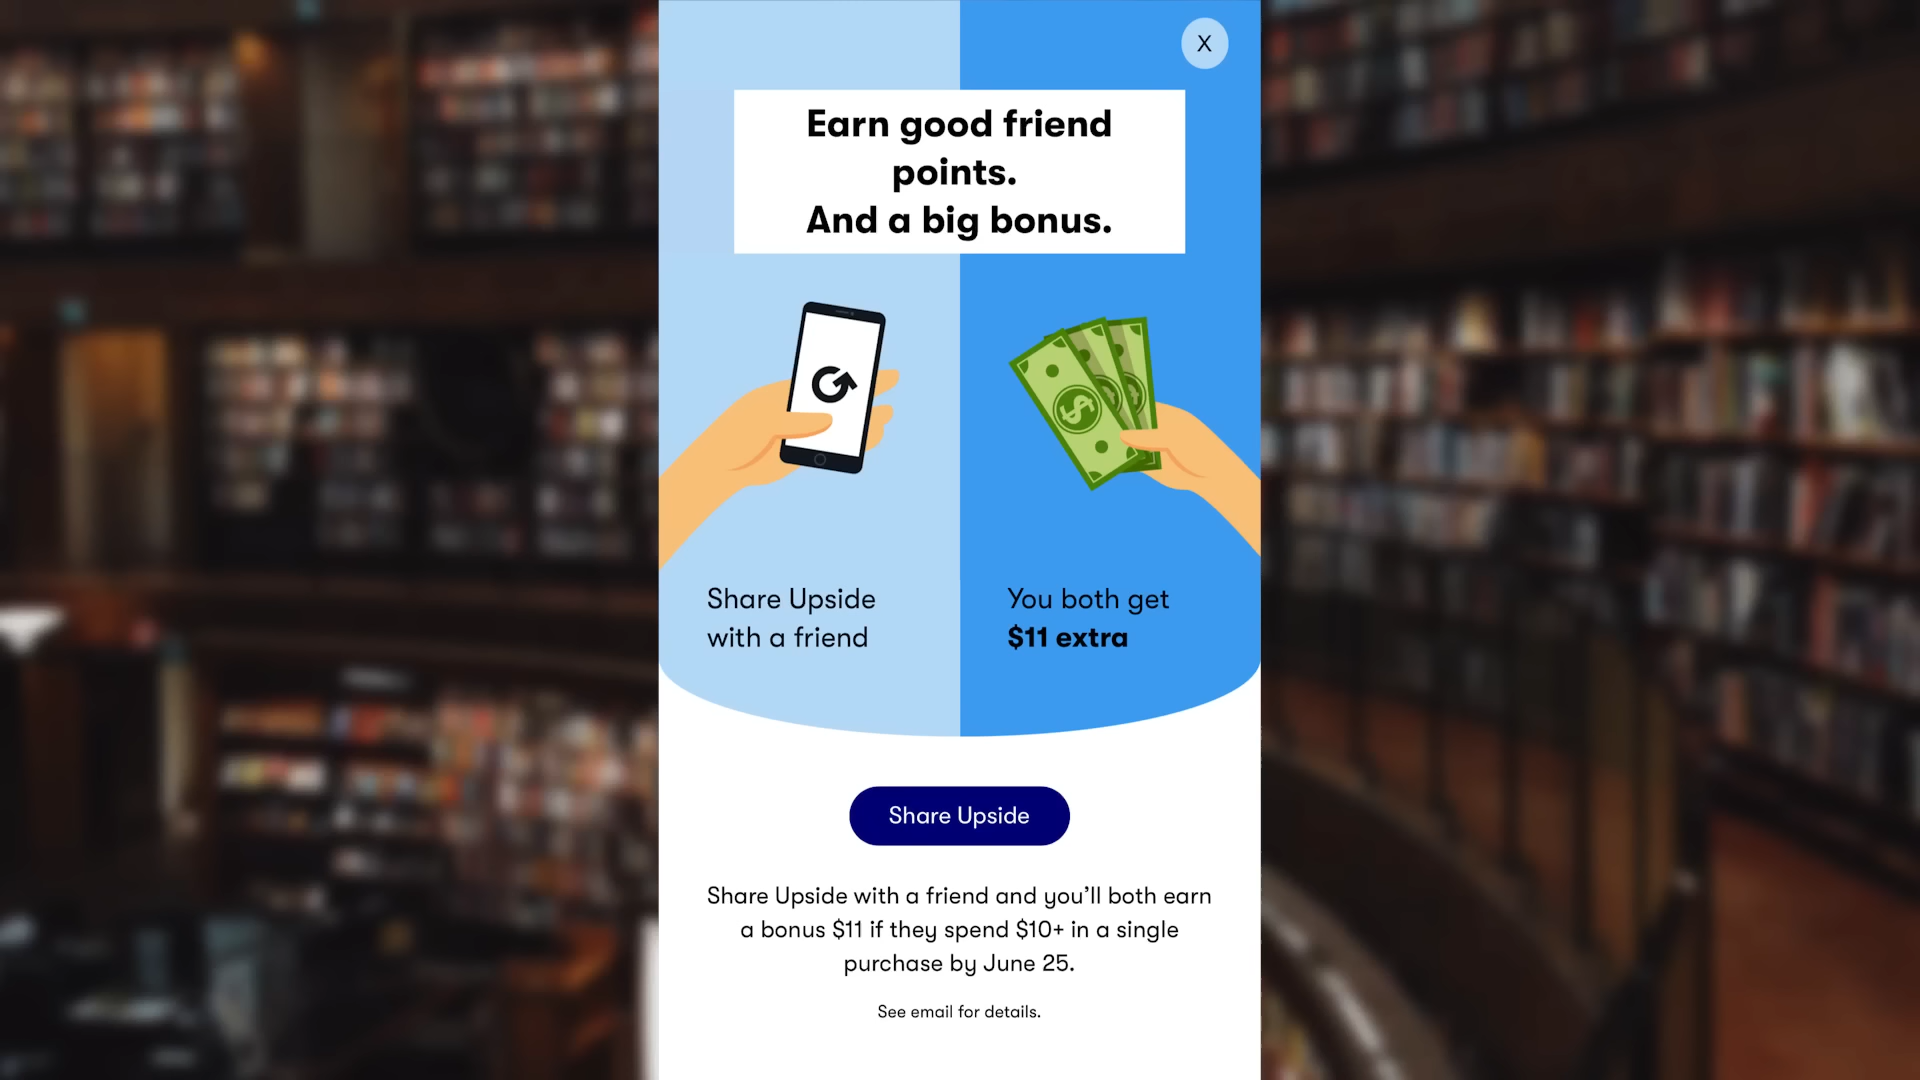 X
Earn good friend
points.
And a big bonus.
Share Upside
with a friend
You both get
$11 extra
Share Upside
Share Upside with a friend and you’ll both earn
a bonus $11 if they spend $10+ in a single
purchase by June 25.
See email for details.